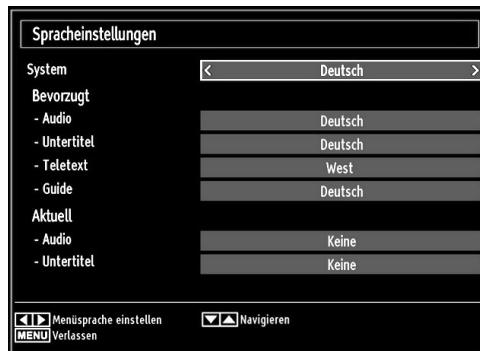 Spracheinstellungen
System < Deutsch >
Bevorzugt
- Audio Deutsch
- Untertitel Deutsch
- Teletext West
- Guide Deutsch
Aktuell
- Audio Keine
- Untertitel Keine
Menüsprache einstellen Navigieren
MENU Verlassen